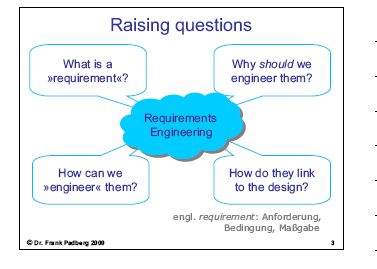 Raising questions
What is a
»requirement«?
Why should we
engineer them?
Requirements
Engineering
How can we
»engineer« them?
How do they link
to the design?
engl. requirement: Anforderung,
Bedingung, Maßgabe
© Dr. Frank Padberg 2009
3